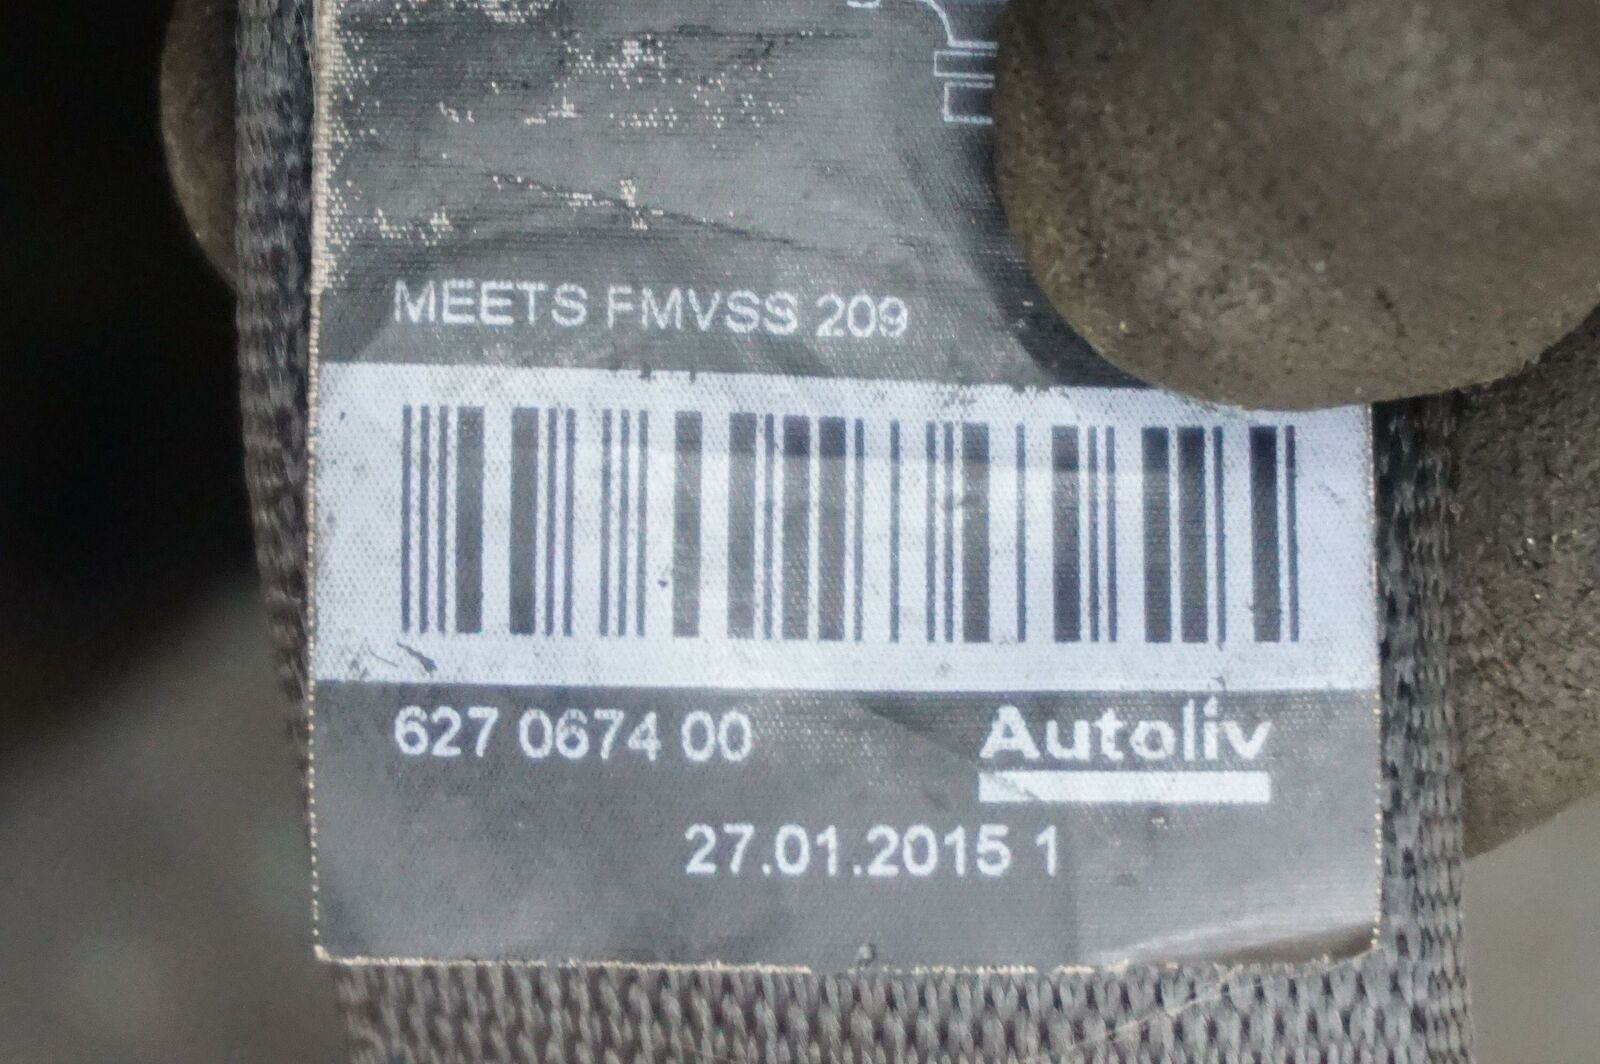 MEETS FMVSS 209
627 0674 00
Autoliv
27.01.2015 1